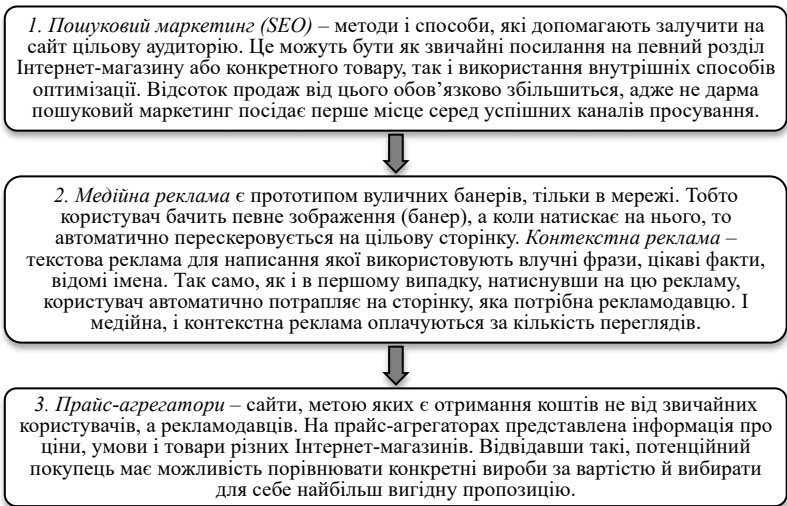 1. Пошуковий маркетинг (SEO) – методи і способи, які допомагають залучити на
сайт цільову аудиторію. Це можуть бути як звичайні посилання на певний розділ
Інтернет-магазину або конкретного товару, так і використання внутрішніх способів
оптимізації. Відсоток продаж від цього обов’язково збільшиться, адже не дарма
пошуковий маркетинг посідає перше місце серед успішних каналів просування.
2. Медійна реклама є прототипом вуличних банерів, тільки в мережі. Тобто
користувач бачить певне зображення (банер), а коли натискає на нього, то
автоматично перескеровується на цільову сторінку. Контекстна реклама –
текстова реклама для написання якої використовують влучні фрази, цікаві факти,
відомі імена. Так само, як і в першому випадку, натиснувши на цю рекламу,
користувач автоматично потрапляє на сторінку, яка потрібна рекламодавцю. І
медійна, і контекстна реклама оплачуються за кількість переглядів.
3. Прайс-агрегатори – сайти, метою яких є отримання коштів не від звичайних
користувачів, а рекламодавців. На прайс-агрегаторах представлена інформація про
ціни, умови і товари різних Інтернет-магазинів. Відвідавши такі, потенційний
покупець має можливість порівнювати конкретні вироби за вартістю й вибирати
для себе найбільш вигідну пропозицію.